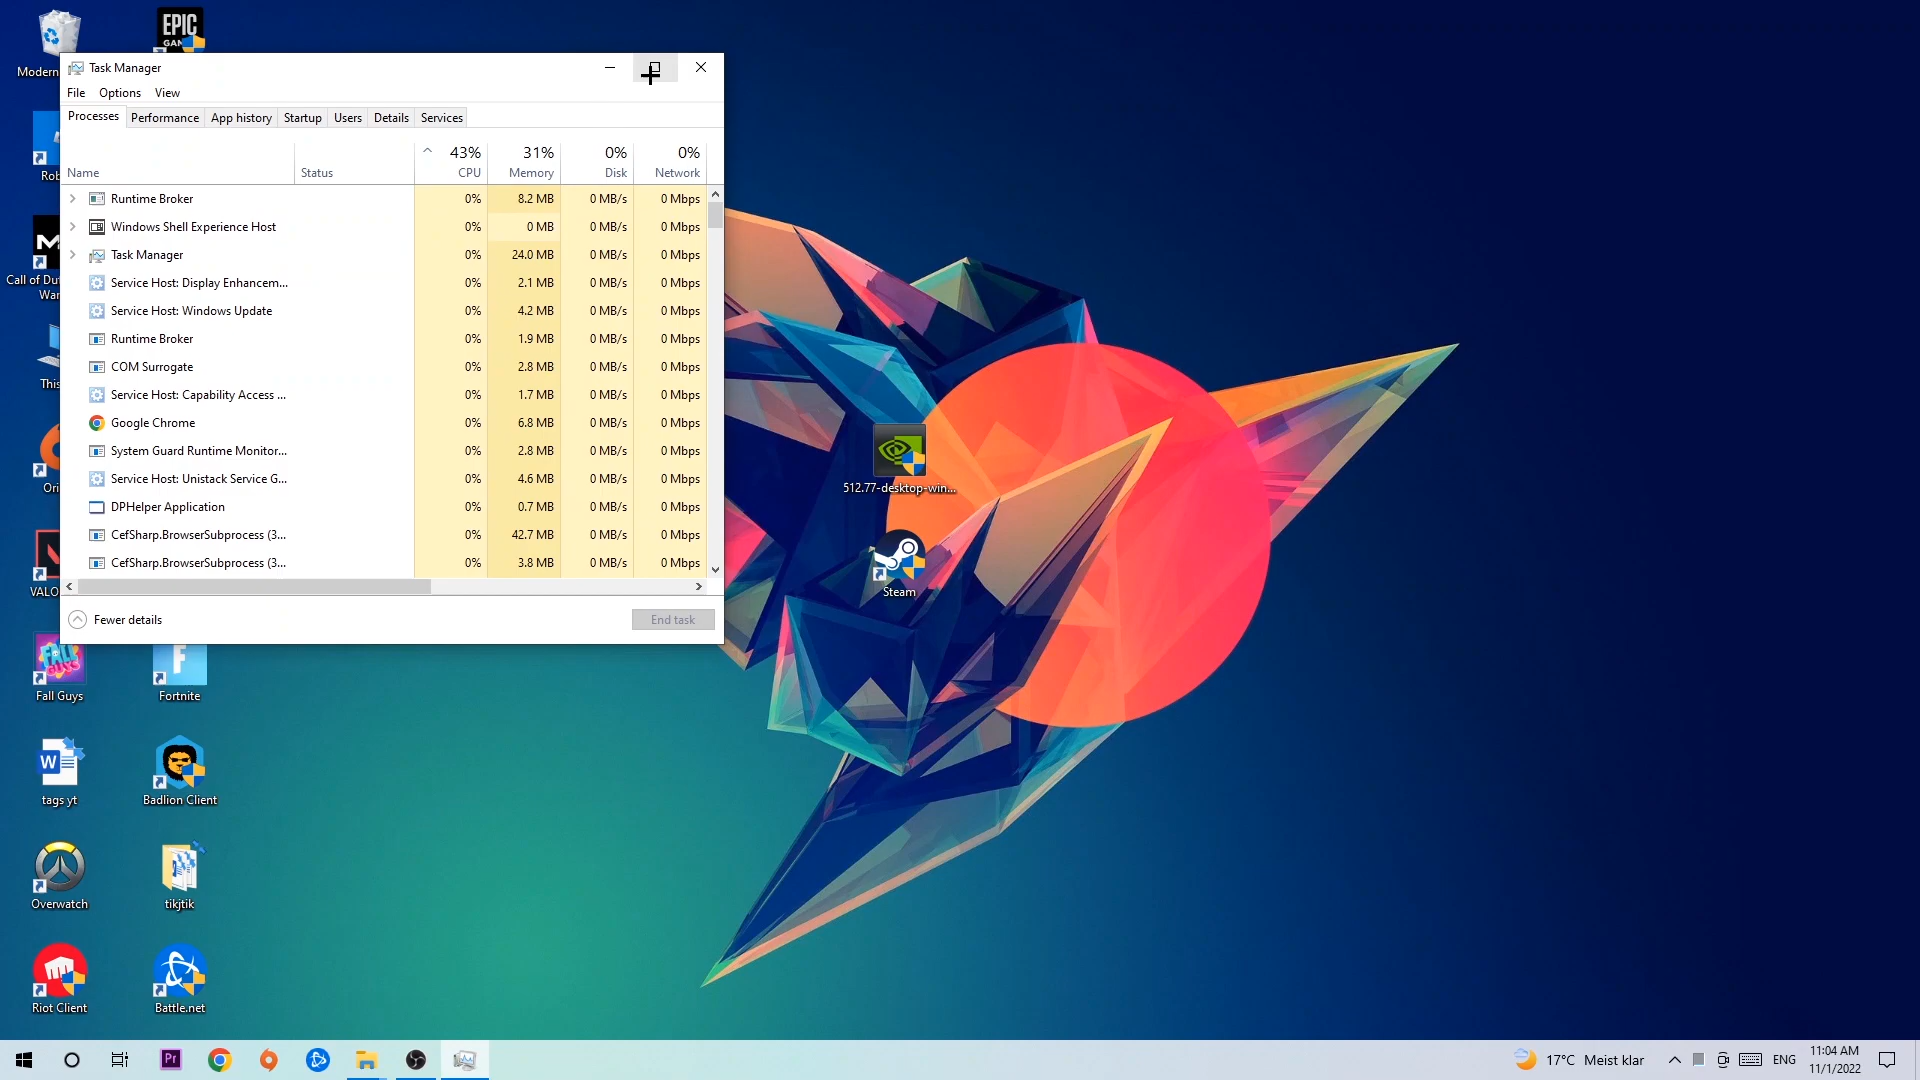 EPIC
GAM
Modern
Task Manager
File Options View
Processes Performance App history Startup Users Details Services
43% 31% 0% 0%
Name Status CPU Memory Disk Network
Runtime Broker 0% 8.2 MB 0 MB/s 0 Mbps
Windows Shell Experience Host 0% 0 MB 0 MB/s 0 Mbps
Task Manager 0% 24.0 MB 0 MB/s 0 Mbps
Service Host: Display Enhancem... 0% 2.1 MB 0 MB/s 0 Mbps
Service Host: Windows Update 0% 4.2 MB 0 MB/s 0 Mbps
Runtime Broker 0% 1.9 MB 0 MB/s 0 Mbps
COM Surrogate 0% 2.8 MB 0 MB/s 0 Mbps
Service Host: Capability Access ... 0% 1.7 MB 0 MB/s 0 Mbps
Google Chrome 0% 6.8 MB 0 MB/s 0 Mbps
System Guard Runtime Monitor... 0% 2.8 MB 0 MB/s 0 Mbps
Service Host: Unistack Service G... 0% 4.6 MB 0 MB/s 0 Mbps
DPHelper Application 0% 0.7 MB 0 MB/s 0 Mbps
CefSharp.BrowserSubprocess (3... 0% 42.7 MB 0 MB/s 0 Mbps
CefSharp.BrowserSubprocess (3... 0% 3.8 MB 0 MB/s 0 Mbps
Fewer details End task
Rob
M
Call of Du
War
This
Ori
VALO
512.77-desktop-win...
Steam
FALL
GUYS
Fall Guys
F
Fortnite
W
tags yt
Badlion Client
Overwatch
tikjtik
Riot Client
Battle.net
Pr
17°C Meist klar
ENG
11:04 AM
11/1/2022